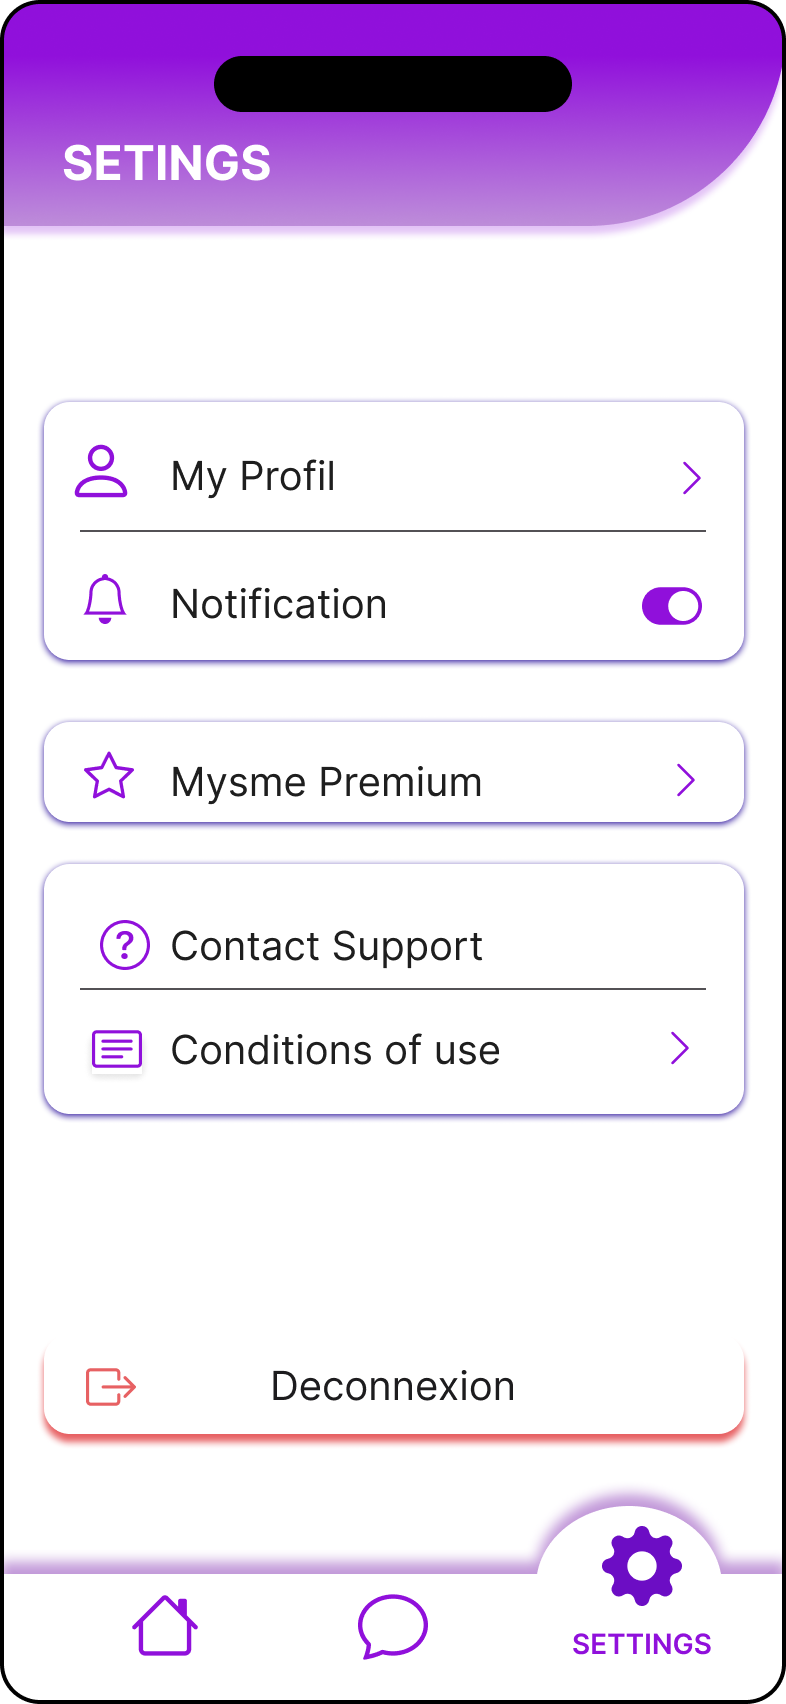 SETINGS
My Profil
Notification
Mysme Premium
Contact Support
Conditions of use
Deconnexion
SETTINGS